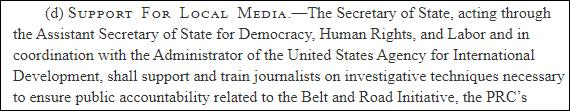 (d) SUPPORT FOR LOCAL MEDIA.—The Secretary of State, acting through
the Assistant Secretary of State for Democracy, Human Rights, and Labor and in
coordination with the Administrator of the United States Agency for International
Development, shall support and train journalists on investigative techniques necessary
to ensure public accountability related to the Belt and Road Initiative, the PRC’s